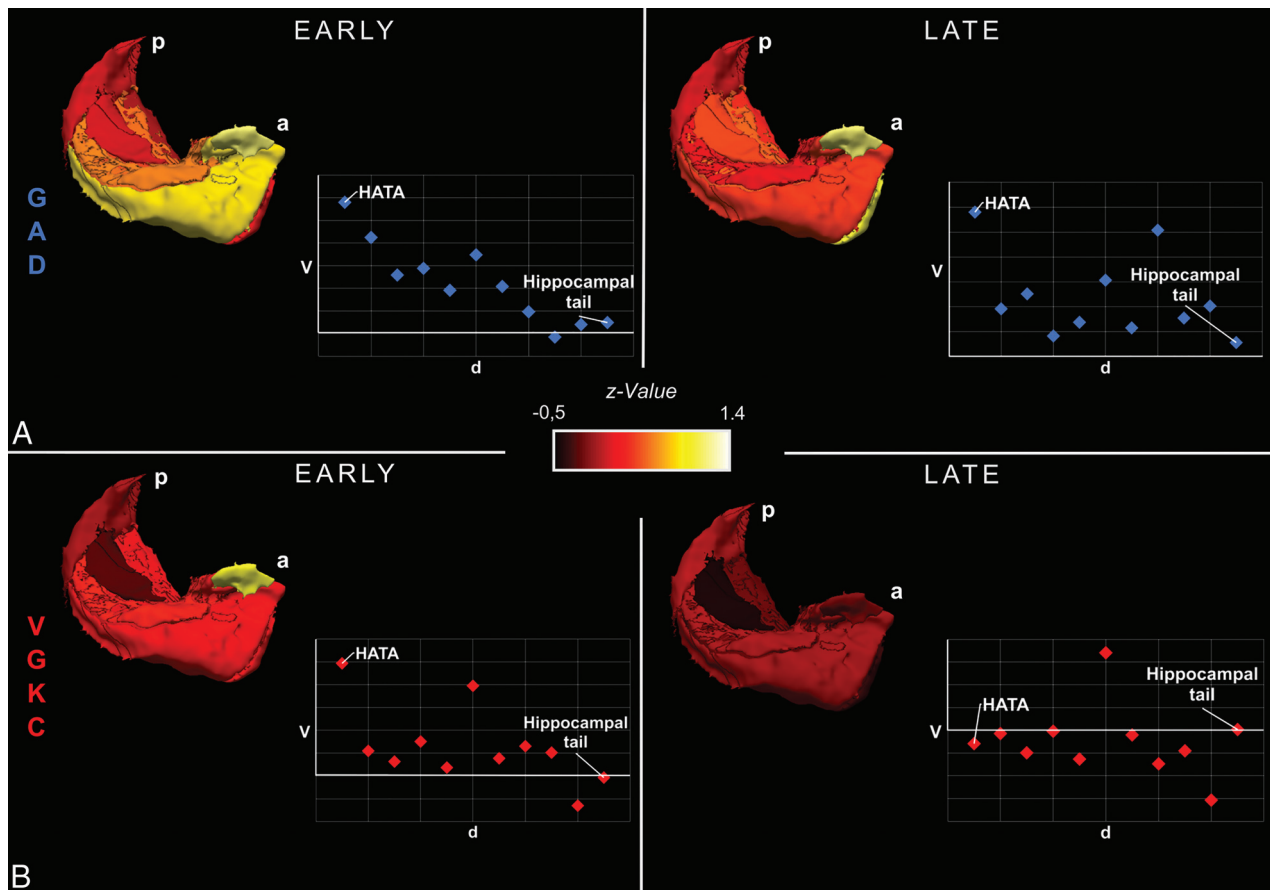 EARLY
LATE
p
a
p
a
G
A
D
HATA
V
Hippocampal
tail
d
HATA
V
Hippocampal
tail
d
z-Value
-0,5
1.4
A
EARLY
LATE
p
a
p
a
V
G
K
C
HATA
V
Hippocampal
tail
d
HATA
V
Hippocampal
tail
d
B